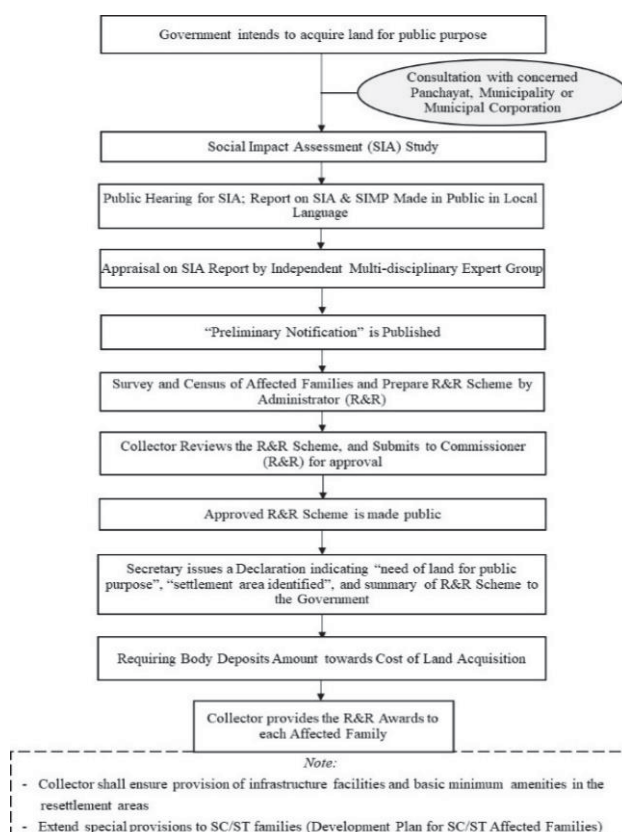 Government intends to acquire land for public purpose
Consultation with concerned
Panchayat, Municipality or
Municipal Corporation
Social Impact Assessment (SIA) Study
Public Hearing for SIA; Report on SIA & SIMP Made in Public in Local
Language
Appraisal on SIA Report by Independent Multi-disciplinary Expert Group
“Preliminary Notification” is Published
Survey and Census of Affected Families and Prepare R&R Scheme by
Administrator (R&R)
Collector Reviews the R&R Scheme, and Submits to Commissioner
(R&R) for approval
Approved R&R Scheme is made public
Secretary issues a Declaration indicating “need of land for public
purpose”, “settlement area identified”, and summary of R&R Scheme to
the Government
Requiring Body Deposits Amount towards Cost of Land Acquisition
Collector provides the R&R Awards to
each Affected Family
Note:
- Collector shall ensure provision of infrastructure facilities and basic minimum amenities in the
resettlement areas
- Extend special provisions to SC/ST families (Development Plan for SC/ST Affected Families)